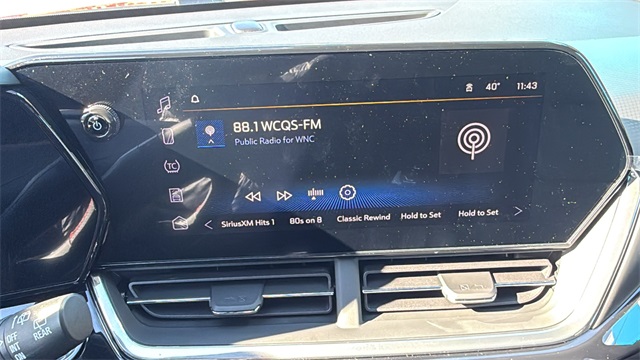 40° 11:43
88.1 WCQS-FM
Public Radio for WNC
TC
SiriusXM Hits 1 80s on 8 Classic Rewind Hold to Set Hold to Set
OFF
INT
REAR